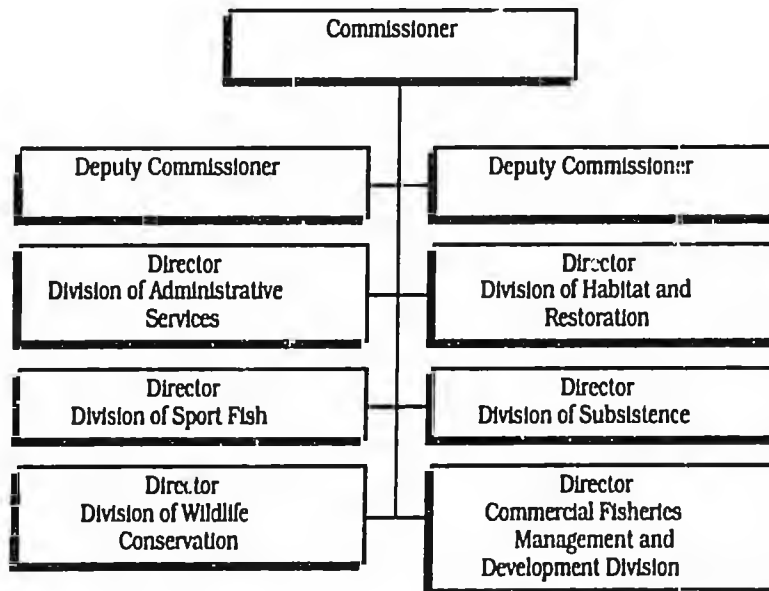 Commissioner
Deputy Commissioner
Deputy Commissioner
Director
Division of Administrative
Services
Director
Division of Habitat and
Restoration
Director
Division of Sport Fish
Director
Division of Subsistence
Director
Division of Wildlife
Conservation
Director
Commercial Fisheries
Management and
Development Division